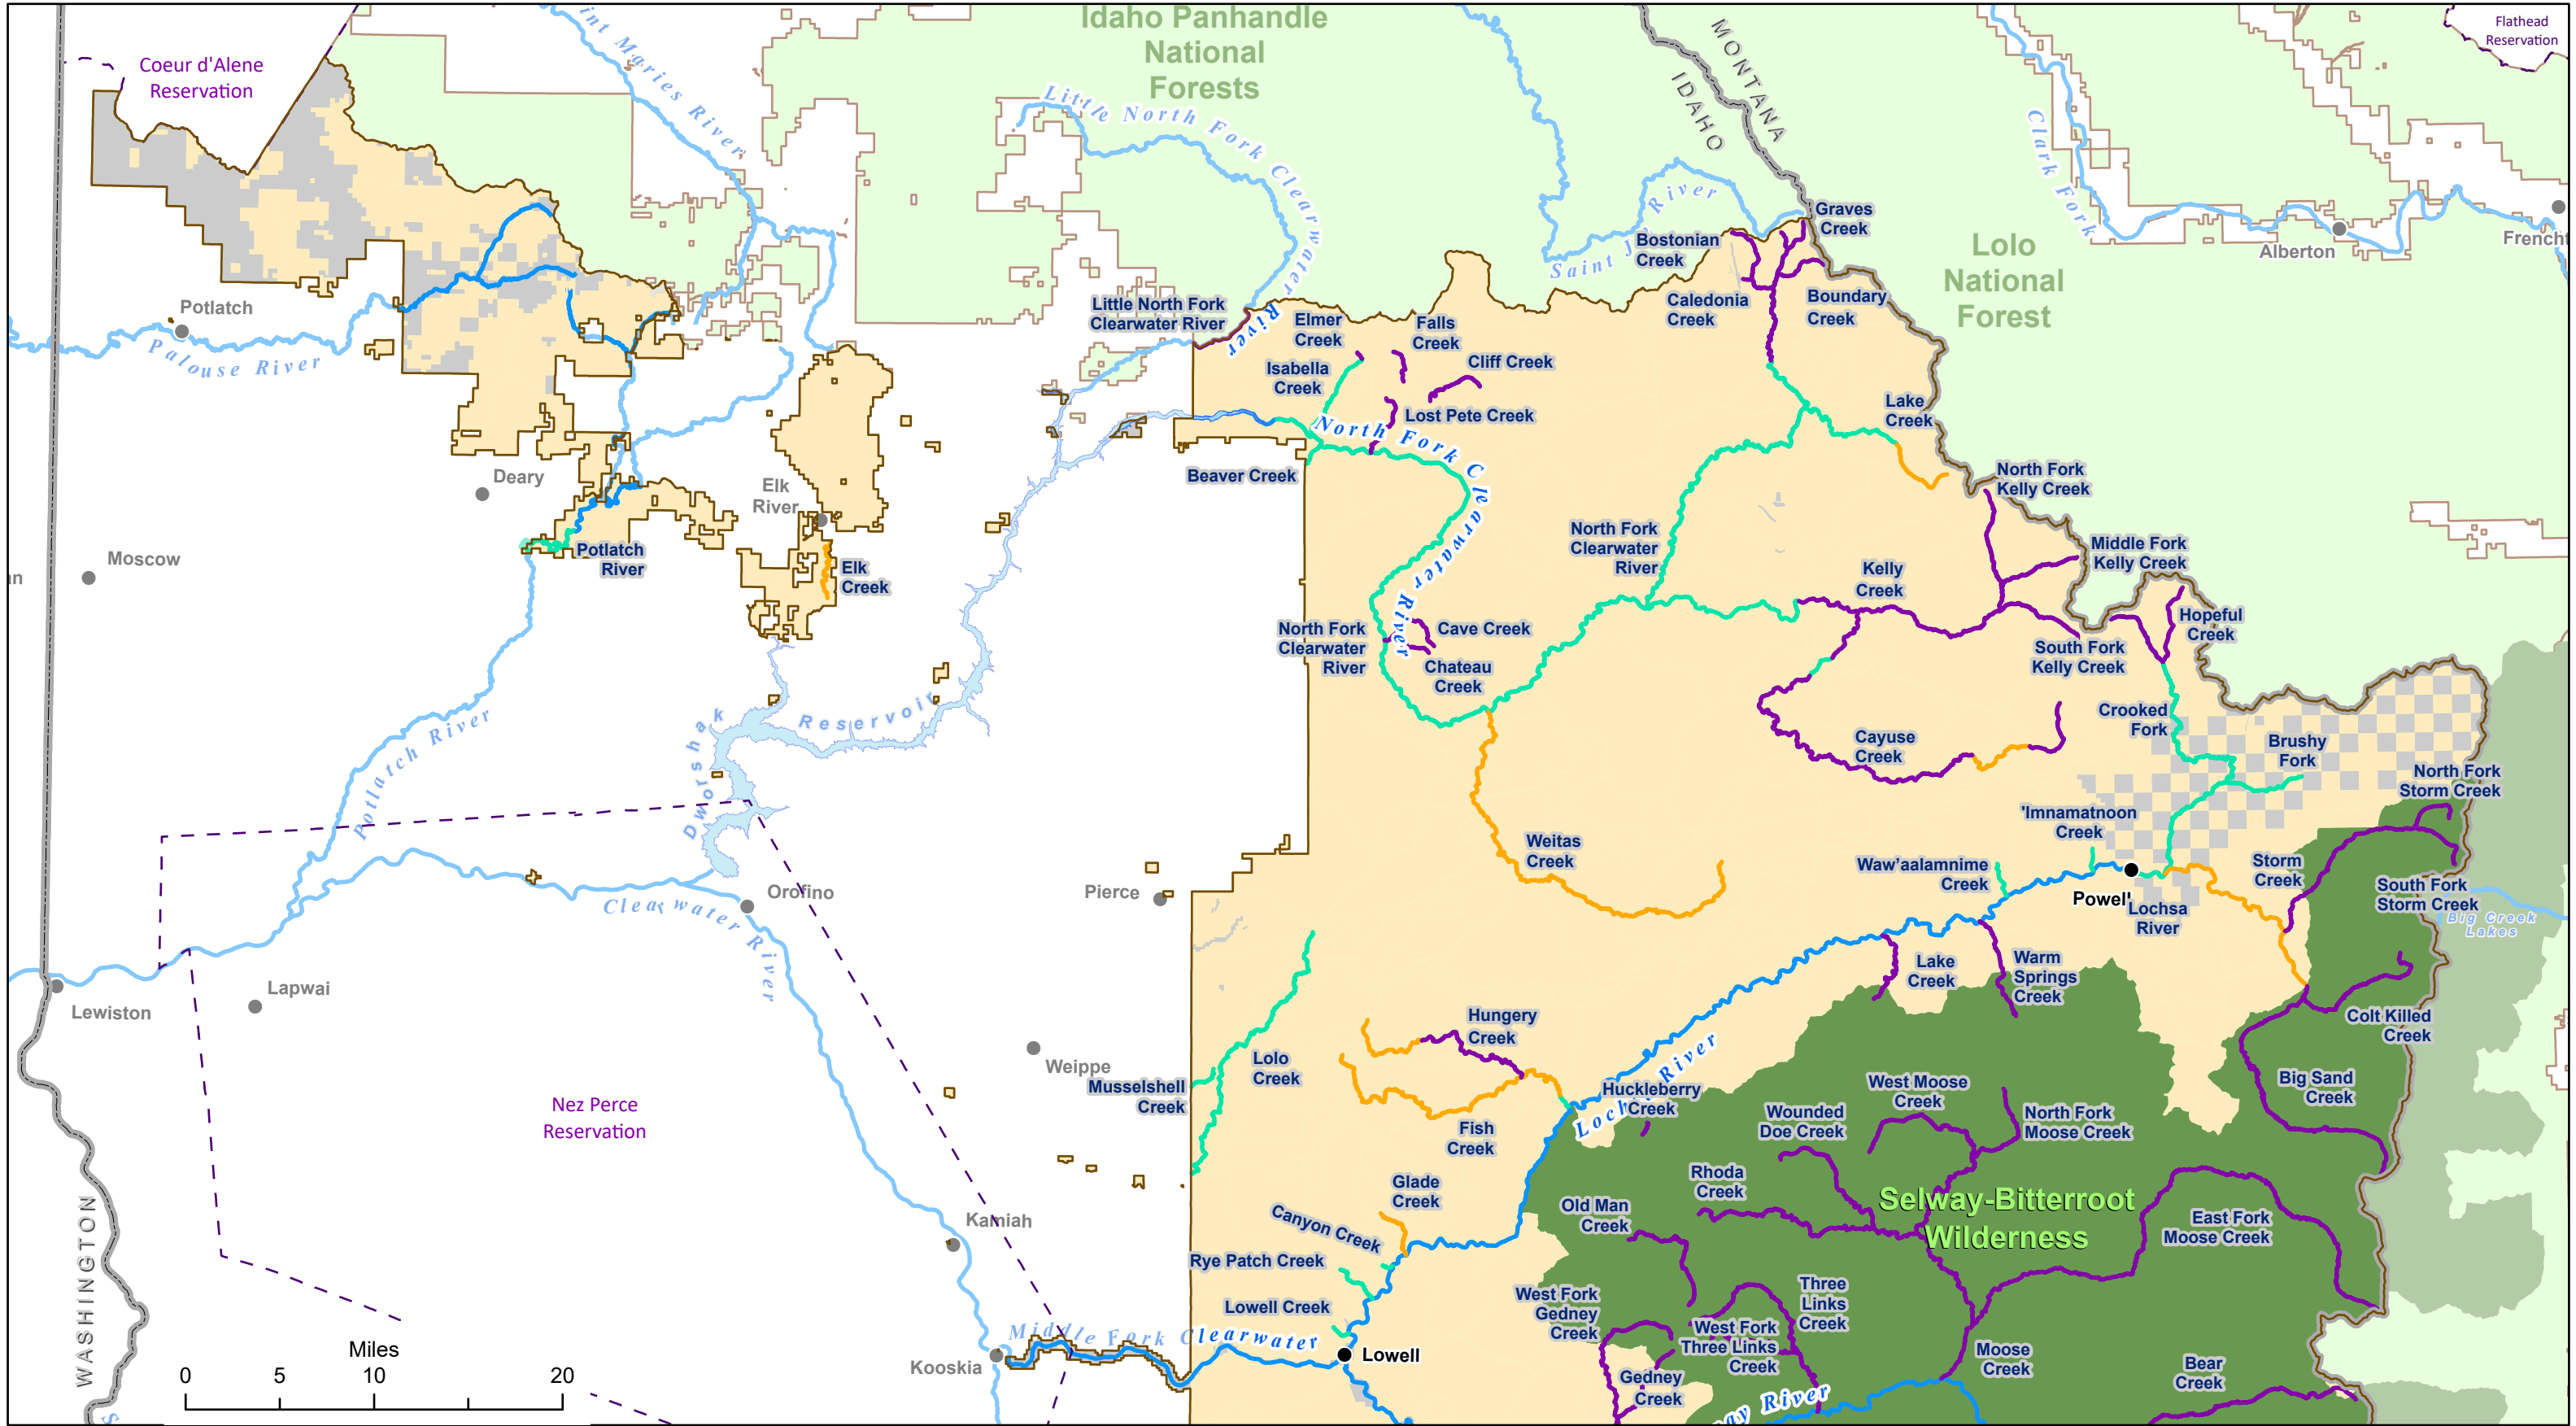 Idaho Panhandle
National
Forests
Flathead
Reservation
Coeur d'Alene
Reservation
int Maries River
Little North Fork Clearwater River
MONTANA
IDAHO
Clark Fork
Saint Joe River
Graves
Creek
Bostonian
Creek
Lolo
National
Forest
Alberton
Frencht
Caledonia
Creek
Boundary
Creek
Little North Fork
Clearwater River
Elmer
Creek
Falls
Creek
Isabella
Creek
Cliff Creek
Lost Pete Creek
Potlatch
Palouse River
North Fork Clearwater River
Lake
Creek
Beaver Creek
North Fork
Kelly Creek
Deary
Elk
River
Moscow
an
Potlatch
River
Elk
Creek
North Fork
Clearwater
River
Middle Fork
Kelly Creek
Kelly
Creek
Hopeful
Creek
North Fork
Clearwater
River
Cave Creek
Chateau
Creek
South Fork
Kelly Creek
Crooked
Fork
Brushy
Fork
Cayuse
Creek
North Fork
Storm Creek
Potlatch River
Dworshak Reservoir
'Imnamatnoon
Creek
Weitas
Creek
Waw'aalamnime
Creek
Storm
Creek
South Fork
Storm Creek
Powell
Lochsa
River
Big Creek
Lakes
Orofino
Pierce
Clearwater River
Lapwai
Lewiston
Lake
Creek
Warm
Springs
Creek
Colt Killed
Creek
Hungery
Creek
Weippe
Lolo
Creek
Musselshell
Creek
Lochsa River
Huckleberry
Creek
West Moose
Creek
Wounded
Doe Creek
North Fork
Moose Creek
Big Sand
Creek
Nez Perce
Reservation
Fish
Creek
Glade
Creek
Rhoda
Creek
Old Man
Creek
Selway-Bitterroot
Wilderness
East Fork
Moose Creek
Canyon Creek
Rye Patch Creek
Kamiah
WASHINGTON
Lowell Creek
West Fork
Gedney
Creek
Three
Links
Creek
West Fork
Three Links
Creek
Middle Fork Clearwater
Kooskia
Lowell
Gedney
Creek
Moose
Creek
Bear
Creek
ay River
Miles
0 5 10 20
S